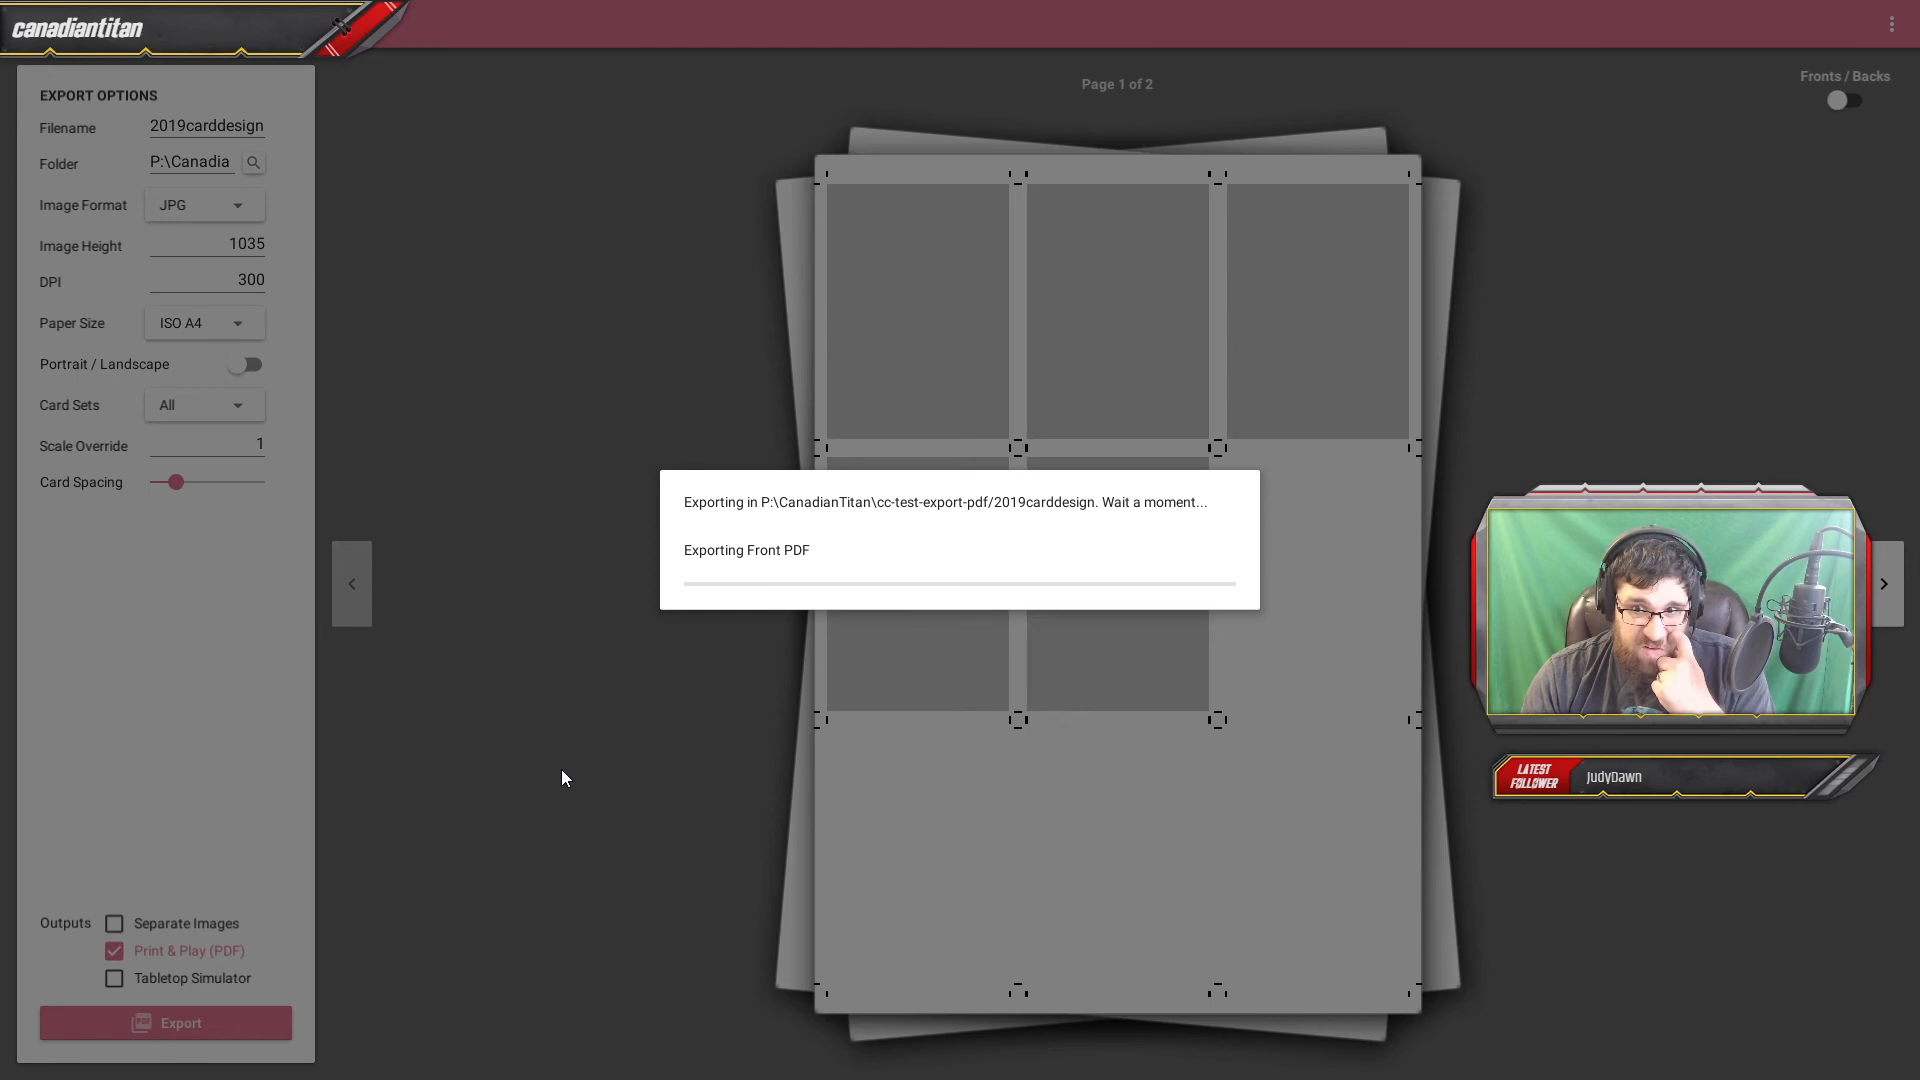 canadiantitan
Page 1 of 2
Fronts / Backs
EXPORT OPTIONS
Filename 2019carddesign
Folder P:\Canadia
Image Format JPG
Image Height 1035
DPI 300
Paper Size ISO A4
Portrait / Landscape
Card Sets All
Scale Override 1
Card Spacing
Exporting in P:\CanadianTitan\cc-test-export-pdf/2019carddesign. Wait a moment...
Exporting Front PDF
LATEST
FOLLOWER
JudyDawn
Outputs Separate Images
Print & Play (PDF)
Tabletop Simulator
Export